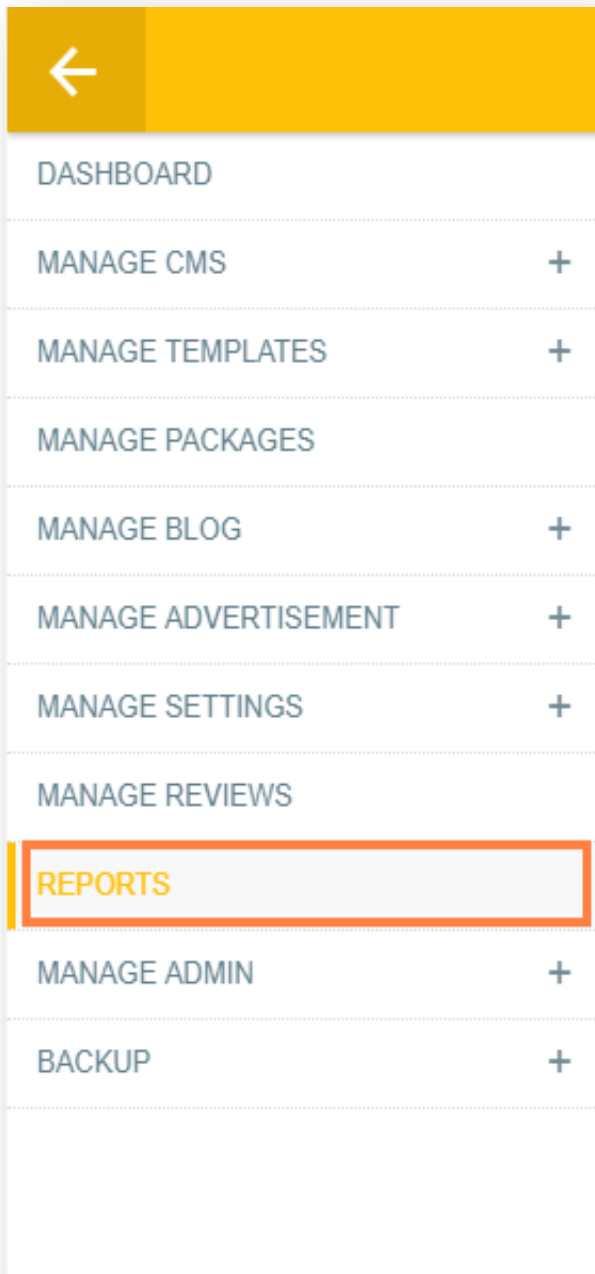 DASHBOARD
MANAGE CMS +
MANAGE TEMPLATES +
MANAGE PACKAGES
MANAGE BLOG +
MANAGE ADVERTISEMENT +
MANAGE SETTINGS +
MANAGE REVIEWS
REPORTS
MANAGE ADMIN +
BACKUP +